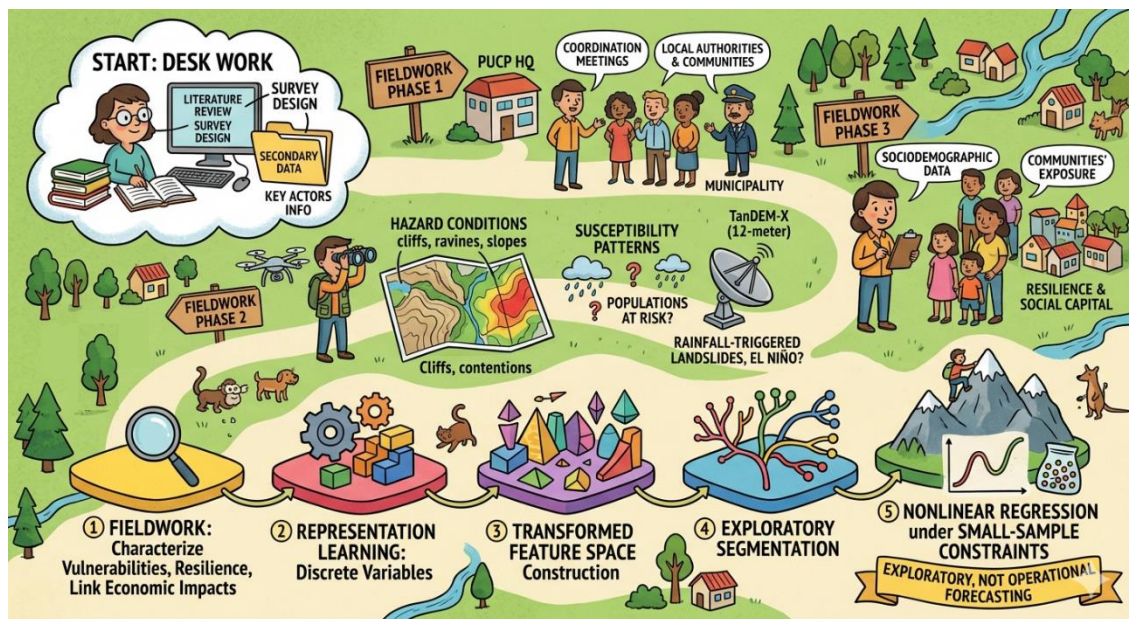 START: DESK WORK
LITERATURE
REVIEW
SURVEY
DESIGN
SURVEY
DESIGN
SECONDARY
DATA
KEY ACTORS
INFO
FIELDWORK
PHASE 1
PUCP HQ
COORDINATION
MEETINGS
LOCAL AUTHORITIES
& COMMUNITIES
MUNICIPALITY
FIELDWORK
PHASE 3
SOCIODEMOGRAPHIC
DATA
COMMUNITIES'
EXPOSURE
RESILIENCE &
SOCIAL CAPITAL
FIELDWORK
PHASE 2
HAZARD CONDITIONS
cliffs, ravines, slopes
Cliffs, contentions
SUSCEPTIBILITY
PATTERNS
?
?
POPULATIONS
AT RISK?
TanDEM-X
(12-meter)
RAINFALL-TRIGGERED
LANDSLIDES, EL NIÑO?
① FIELDWORK:
Characterize
Vulnerabilities, Resilience,
Link Economic Impacts
② REPRESENTATION
LEARNING:
Discrete Variables
③ TRANSFORMED
FEATURE SPACE
Construction
④ EXPLORATORY
SEGMENTATION
⑤ NONLINEAR REGRESSION
under SMALL-SAMPLE
CONSTRAINTS
EXPLORATORY, NOT OPERATIONAL
FORECASTING